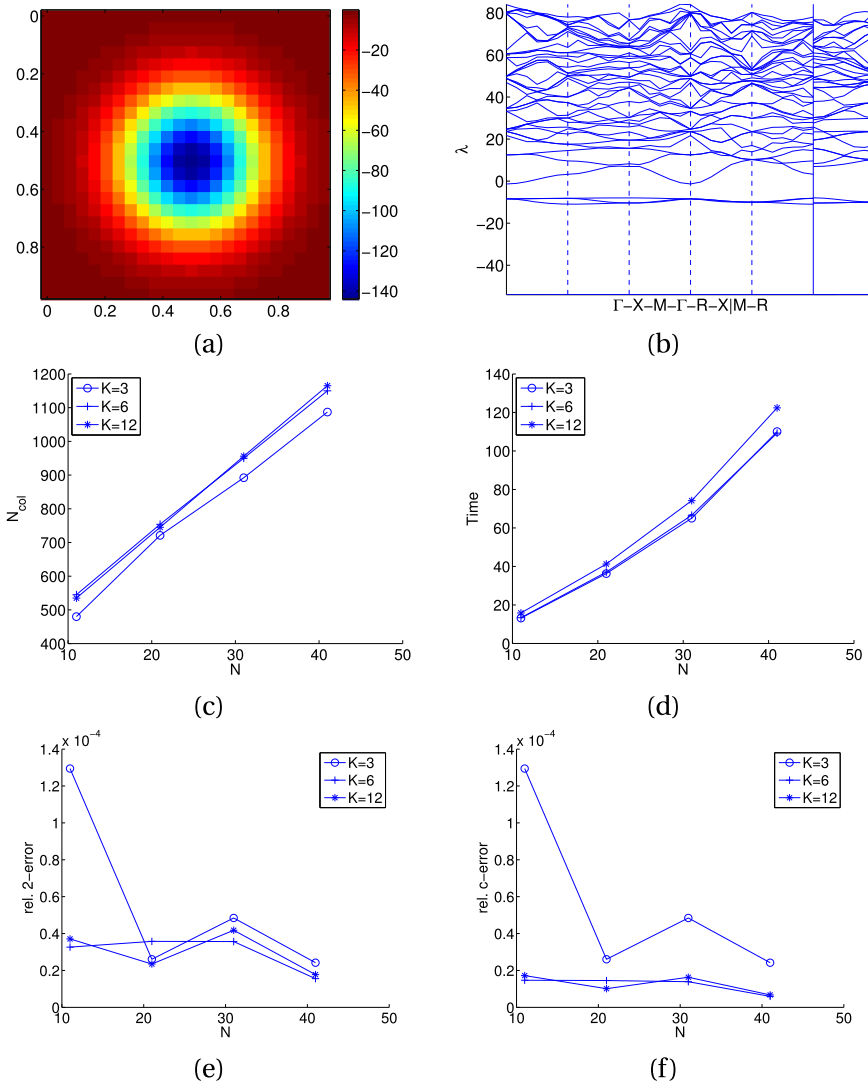 0
0.2
0.4
0.6
0.8
0 0.2 0.4 0.6 0.8
−20
−40
−60
−80
−100
−120
−140
(a)
80
60
40
20
0
−20
−40
λ
Γ−X−M−Γ−R−X|M−R
(b)
1200
1100
1000
900
800
700
600
500
400
N_col
K=3
K=6
K=12
10 20 30 40 50
N
(c)
140
120
100
80
60
40
20
0
Time
K=3
K=6
K=12
10 20 30 40 50
N
(d)
x 10^−4
1.4
1.2
1
0.8
0.6
0.4
0.2
0
rel. 2−error
K=3
K=6
K=12
10 20 30 40 50
N
(e)
x 10^−4
1.4
1.2
1
0.8
0.6
0.4
0.2
0
rel. c−error
K=3
K=6
K=12
10 20 30 40 50
N
(f)